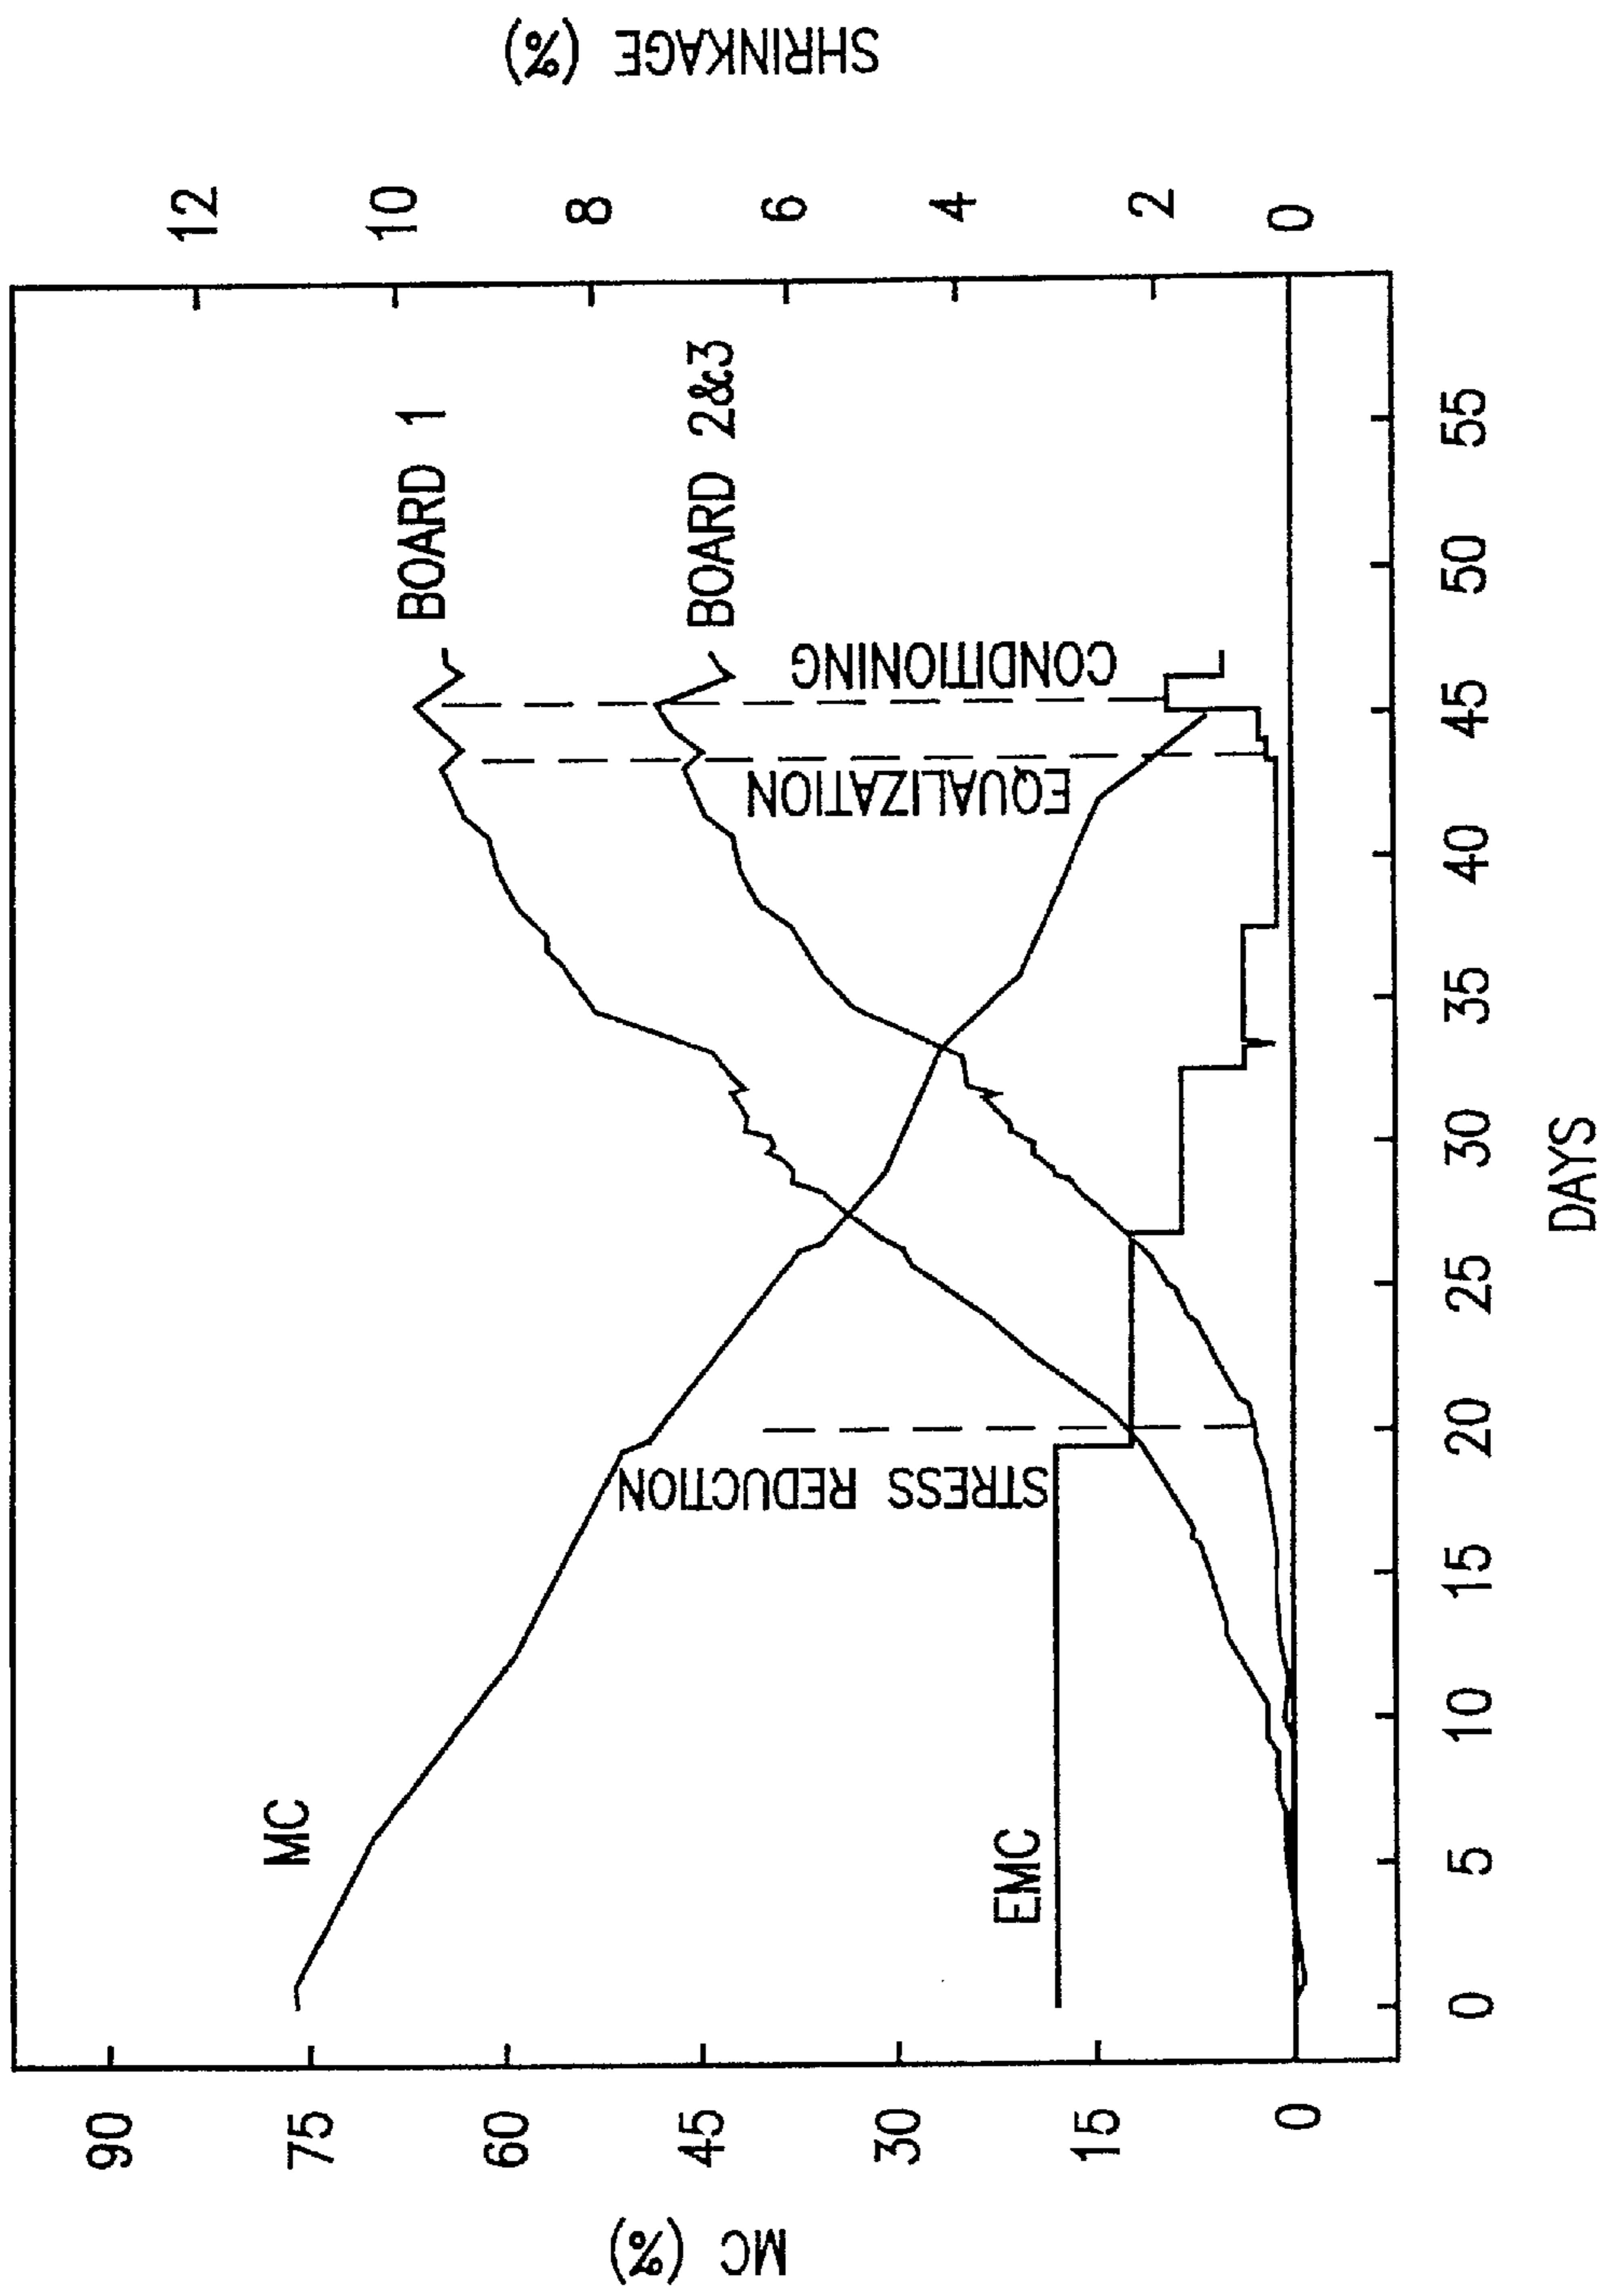 SHRINKAGE (%)
12
10
8
6
4
2
0
BOARD 1
BOARD 2&3
CONDITIONING
EQUALIZATION
STRESS REDUCTION
MC
EMC
90
75
60
45
30
15
0
MC (%)
0 5 10 15 20 25 30 35 40 45 50 55
DAYS